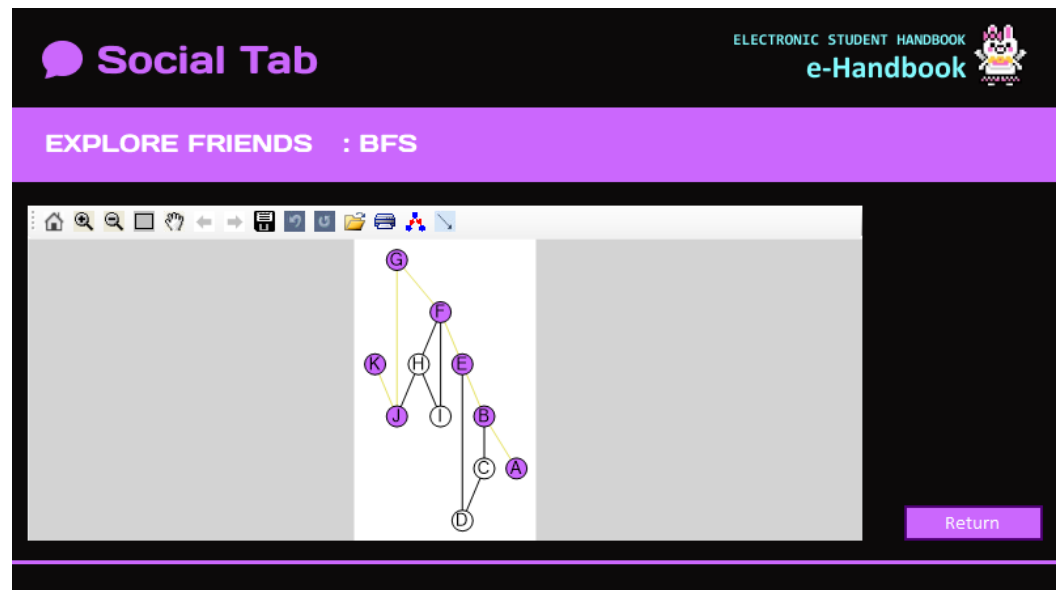 Social Tab
ELECTRONIC STUDENT HANDBOOK
e-Handbook
EXPLORE FRIENDS : BFS
G
F
K H E
J I B
C A
D
Return